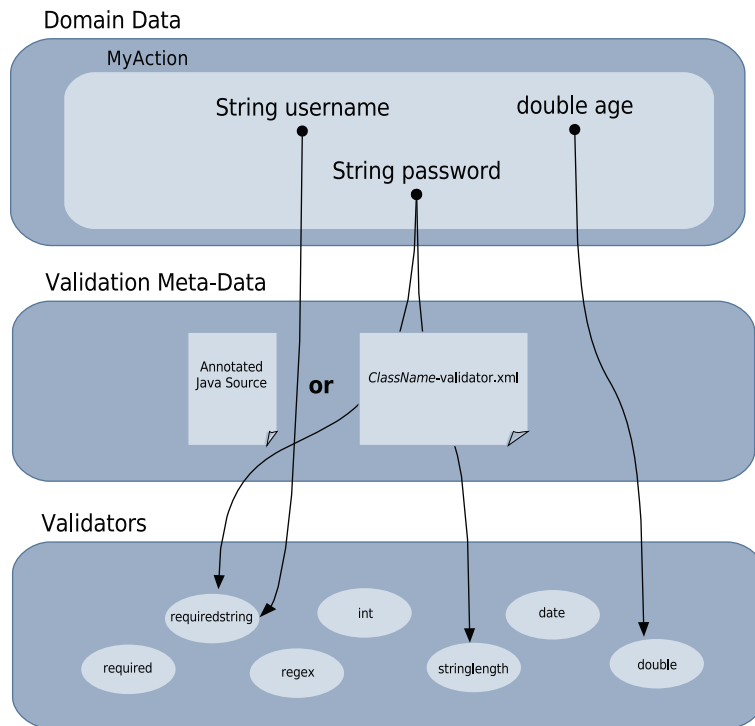 Domain Data
MyAction
String username
double age
String password
Validation Meta-Data
Annotated
Java Source
or
ClassName-validator.xml
Validators
requiredstring
int
date
required
regex
stringlength
double